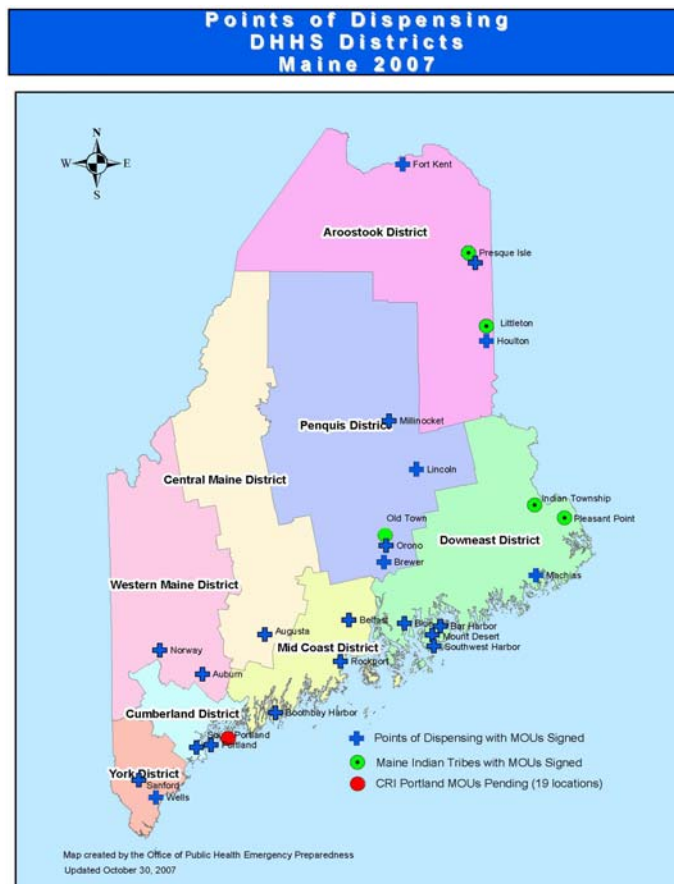 Points of Dispensing
DHHS Districts
Maine 2007
N
W E
S
Fort Kent
Aroostook District
Presque Isle
Littleton
Houlton
Millinocket
Penquis District
Lincoln
Central Maine District
Indian Township
Old Town
Pleasant Point
Orono
Downeast District
Brewer
Machias
Western Maine District
Belfast
Bar Harbor
Augusta
Mount Desert
Mid Coast District
Southwest Harbor
Norway
Rockport
Auburn
Cumberland District
Boothbay Harbor
South Portland
Portland
York District
Sanford
Wells
Points of Dispensing with MOUs Signed
Maine Indian Tribes with MOUs Signed
CRI Portland MOUs Pending (19 locations)
Map created by the Office of Public Health Emergency Preparedness
Updated October 30, 2007